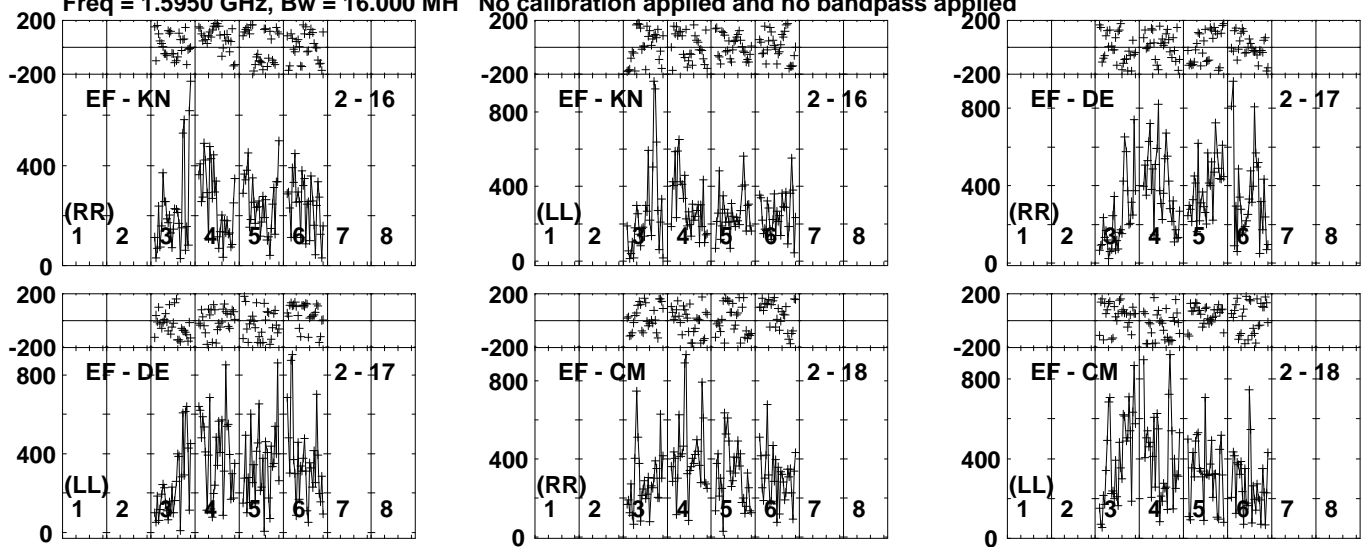 Freq = 1.5950 GHz, Bw = 16.000 MH No calibration applied and no bandpass applied
200 200 200
-200 -200 -200
EF - KN 2 - 16 EF - KN 2 - 16 EF - DE 2 - 17
800 800
400 400 400
(RR) (LL) (RR)
1 2 3 4 5 6 7 8 1 2 3 4 5 6 7 8 1 2 3 4 5 6 7 8
0 0 0
200 200 200
-200 -200 -200
EF - DE 2 - 17 EF - CM 2 - 18 EF - CM 2 - 18
800 800 800
400 400 400
(LL) (RR) (LL)
1 2 3 4 5 6 7 8 1 2 3 4 5 6 7 8 1 2 3 4 5 6 7 8
0 0 0